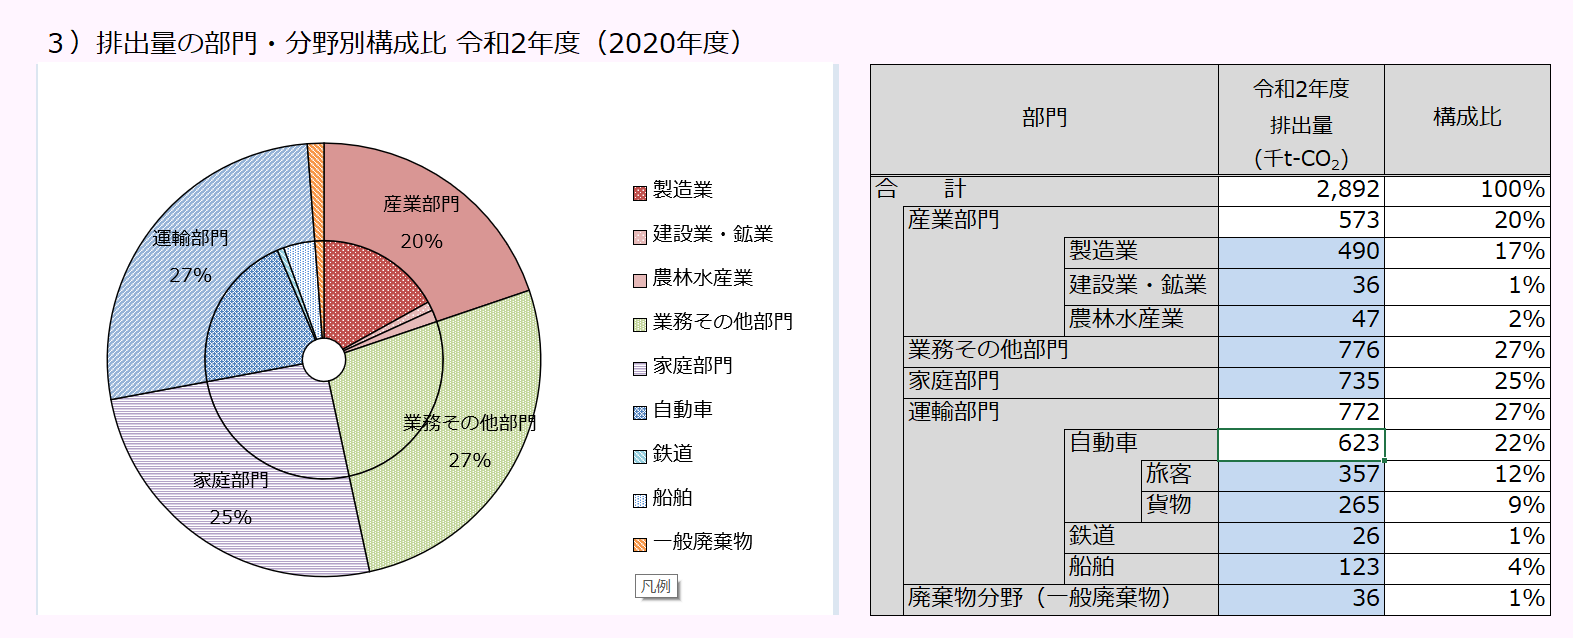 ３）排出量の部門・分野別構成比 令和2年度（2020年度）
産業部門
20%
運輸部門
27%
業務その他部門
27%
家庭部門
25%
製造業
建設業・鉱業
農林水産業
業務その他部門
家庭部門
自動車
鉄道
船舶
一般廃棄物
凡例
部門 令和2年度 排出量 (千t-CO₂) 構成比
合　計 2,892 100%
産業部門 573 20%
製造業 490 17%
建設業・鉱業 36 1%
農林水産業 47 2%
業務その他部門 776 27%
家庭部門 735 25%
運輸部門 772 27%
自動車 623 22%
旅客 357 12%
貨物 265 9%
鉄道 26 1%
船舶 123 4%
廃棄物分野（一般廃棄物） 36 1%